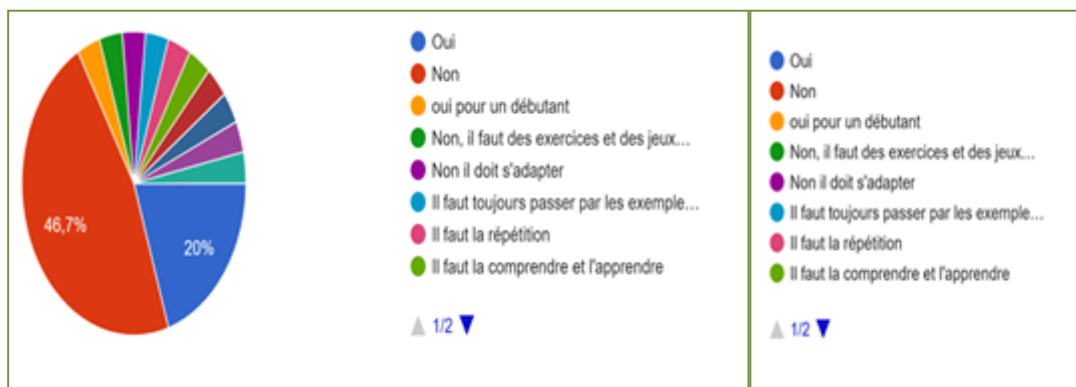 46,7%
20%
Oui
Non
oui pour un débutant
Non, il faut des exercices et des jeux...
Non il doit s'adapter
Il faut toujours passer par les exemple...
Il faut la répétition
Il faut la comprendre et l'apprendre
1/2
Oui
Non
oui pour un débutant
Non, il faut des exercices et des jeux...
Non il doit s'adapter
Il faut toujours passer par les exemple...
Il faut la répétition
Il faut la comprendre et l'apprendre
1/2